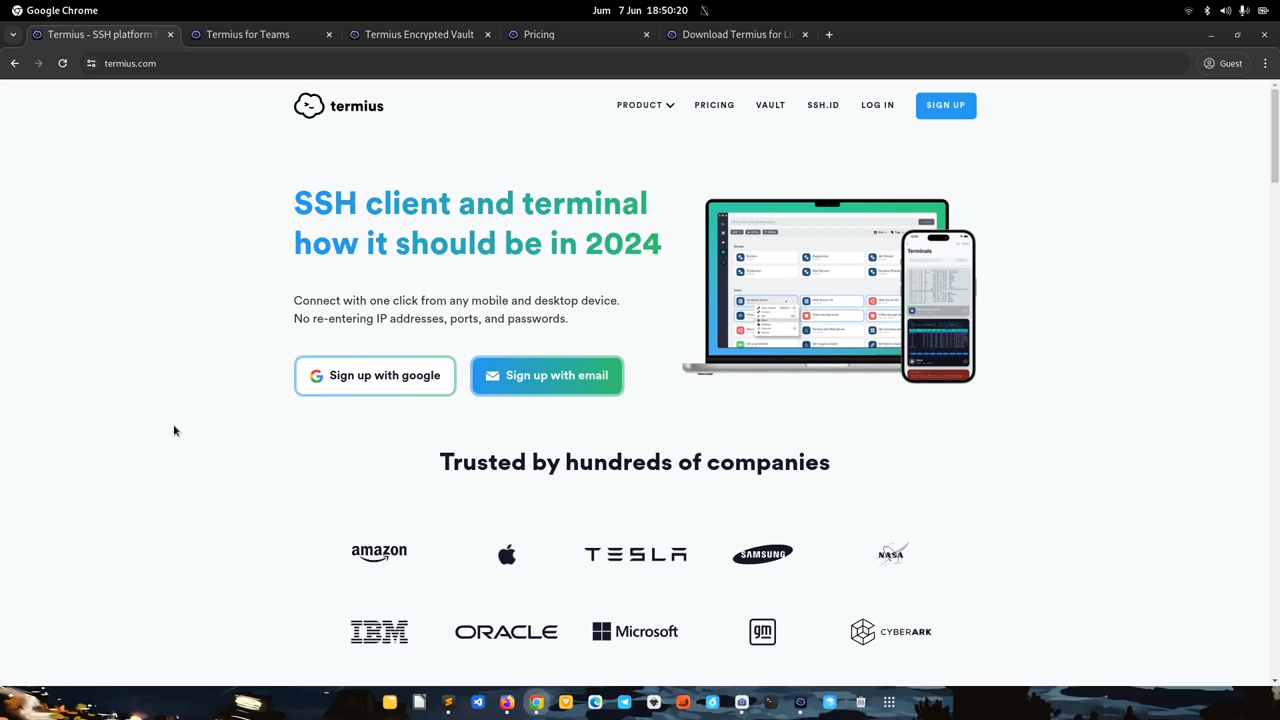 Google Chrome
Jum 7 Jun 18:50:20
Termius - SSH platform f
Termius for Teams
Termius Encrypted Vault
Pricing
Download Termius for Li
termius.com
Guest
termius
PRODUCT
PRICING
VAULT
SSH.ID
LOG IN
SIGN UP
SSH client and terminal
how it should be in 2024
Connect with one click from any mobile and desktop device.
No re-entering IP addresses, ports, and passwords.
Sign up with google
Sign up with email
Terminals
Trusted by hundreds of companies
amazon
TESLA
SAMSUNG
NASA
IBM
ORACLE
Microsoft
gm
CYBERARK